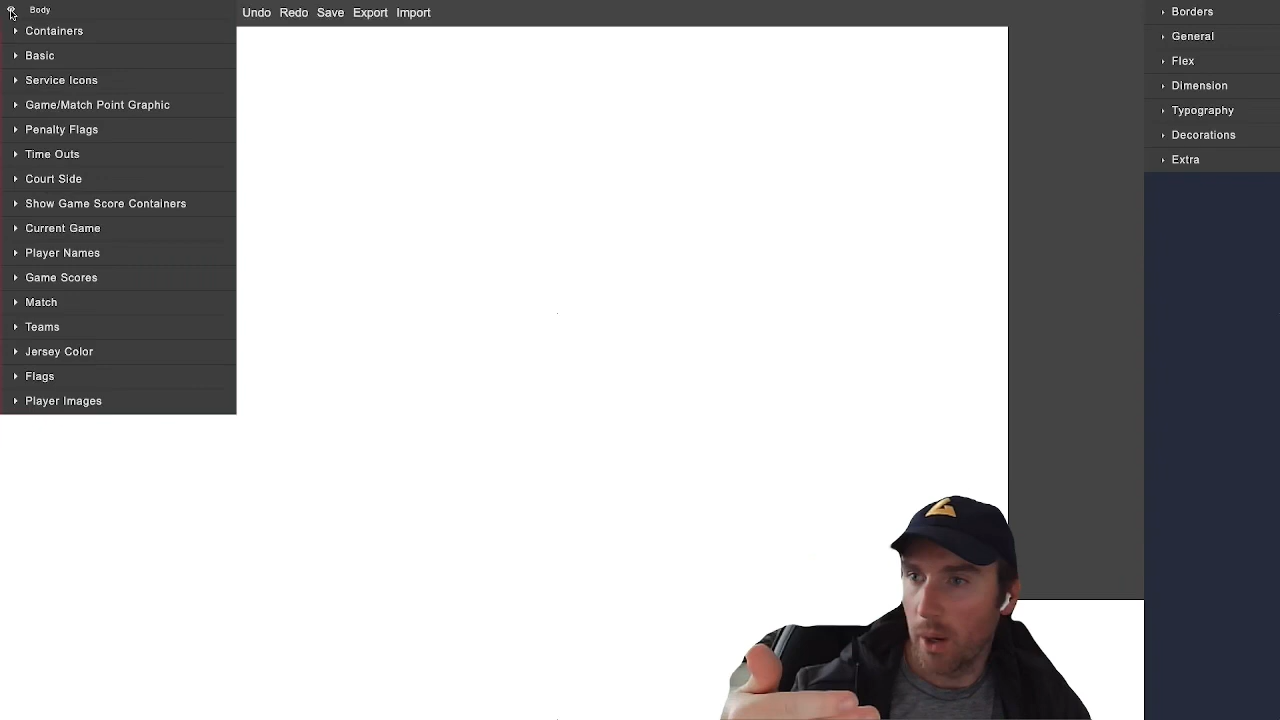 Body
Containers
Basic
Service Icons
Game/Match Point Graphic
Penalty Flags
Time Outs
Court Side
Show Game Score Containers
Current Game
Player Names
Game Scores
Match
Teams
Jersey Color
Flags
Player Images
Undo Redo Save Export Import
Borders
General
Flex
Dimension
Typography
Decorations
Extra